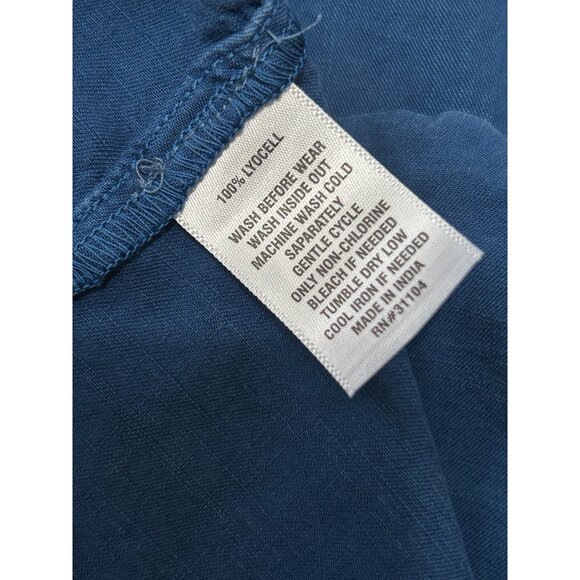 100% LYOCELL
WASH BEFORE WEAR
WASH INSIDE OUT
MACHINE WASH COLD
SAPARATELY
GENTLE CYCLE
ONLY NON-CHLORINE
BLEACH IF NEEDED
TUMBLE DRY LOW
COOL IRON IF NEEDED
MADE IN INDIA
RN#31104